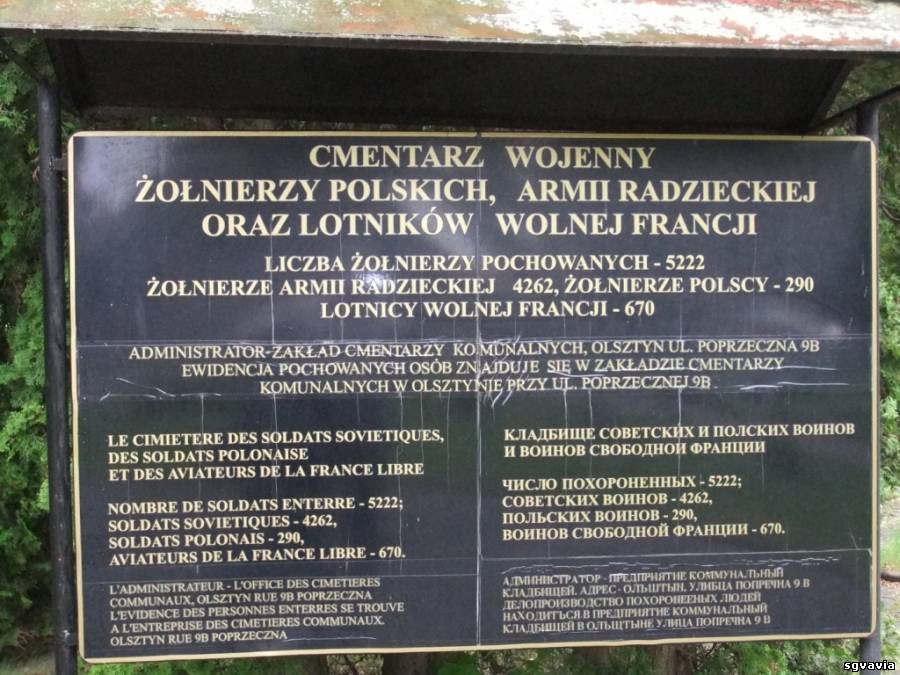 CMENTARZ WOJENNY
ŻOŁNIERZY POLSKICH, ARMII RADZIECKIEJ
ORAZ LOTNIKÓW WOLNEJ FRANCJI
LICZBA ŻOŁNIERZY POCHOWANYCH - 5222
ŻOŁNIERZE ARMII RADZIECKIEJ 4262, ŻOŁNIERZE POLSCY - 290
LOTNICY WOLNEJ FRANCJI - 670
ADMINISTRATOR-ZAKŁAD CMENTARZY KOMUNALNYCH, OLSZTYN UL. POPRZECZNA 9B
EWIDENCJA POCHOWANYCH OSÓB ZNAJDUJE SIĘ W ZAKŁADZIE CMENTARZY
KOMUNALNYCH W OLSZTYNIE PRZY UL. POPRZECZNEJ 9B
LE CIMIETERE DES SOLDATS SOVIETIQUES,
DES SOLDATS POLONAISE
ET DES AVIATEURS DE LA FRANCE LIBRE
NOMBRE DE SOLDATS ENTERRE - 5222;
SOLDATS SOVIETIQUES - 4262,
SOLDATS POLONAIS - 290,
AVIATEURS DE LA FRANCE LIBRE - 670.
L'ADMINISTRATEUR - L'OFFICE DES CIMETIERES
COMMUNAUX, OLSZTYN RUE 9B POPRZECZNA
L'EVIDENCE DES PERSONNES ENTERRES SE TROUVE
A L'ENTREPRISE DES CIMETIERES COMMUNAUX.
OLSZTYN RUE 9B POPRZECZNA
КЛАДБИЩЕ СОВЕТСКИХ И ПОЛСКИХ ВОИНОВ
И ВОИНОВ СВОБОДНОЙ ФРАНЦИИ
ЧИСЛО ПОХОРОНЕННЫХ - 5222;
СОВЕТСКИХ ВОИНОВ - 4262,
ПОЛЬСКИХ ВОИНОВ - 290,
ВОИНОВ СВОБОДНОЙ ФРАНЦИИ - 670.
АДМИНИСТРАТОР - ПРЕДПРИЯТИЕ КОММУНАЛЬНЫЙ
КЛАДБИЩЕЙ. АДРЕС - ОЛЬШТЫН. УЛИЦА ПОПРЕЧНА 9 В
ДЕЛОПРОИЗВОДСТВО ПОХОРОНЕЕНЫХ ЛЮДЕЙ
НАХОДИТЬСЯ В ПРЕДПРИЯТИЕ КОММУНАЛЬНЫЙ
КЛАДБИЩЕЙ В ОЛЬЩТЫНЕ УЛИЦА ПОПРЕЧНА 9 В
sgvavia